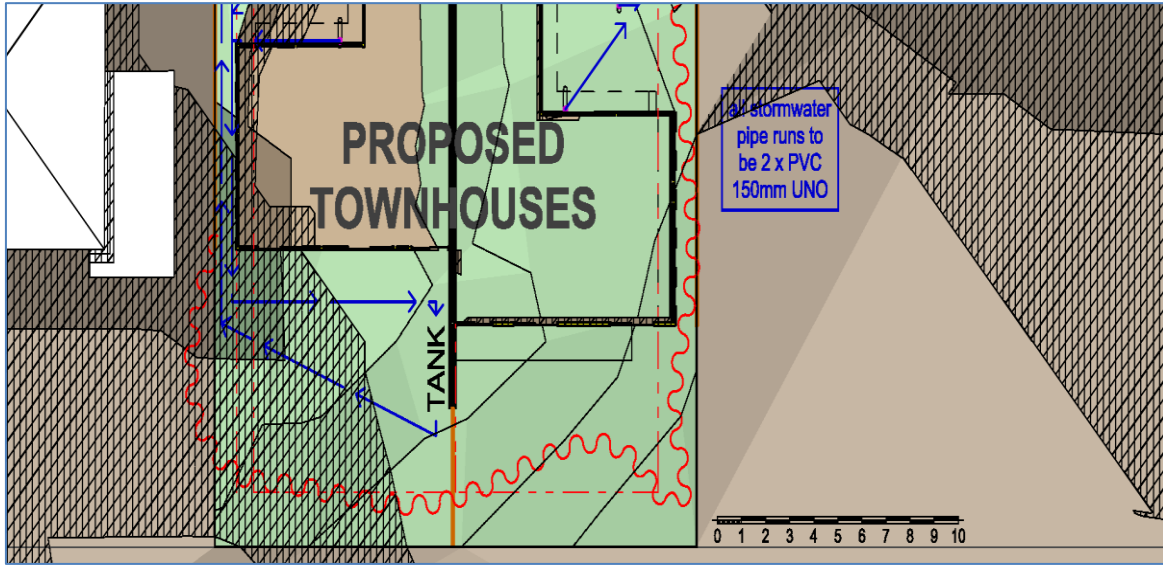 PROPOSED
TOWNHOUSES
all stormwater
pipe runs to
be 2 x PVC
150mm UNO
TANK
0 1 2 3 4 5 6 7 8 9 10